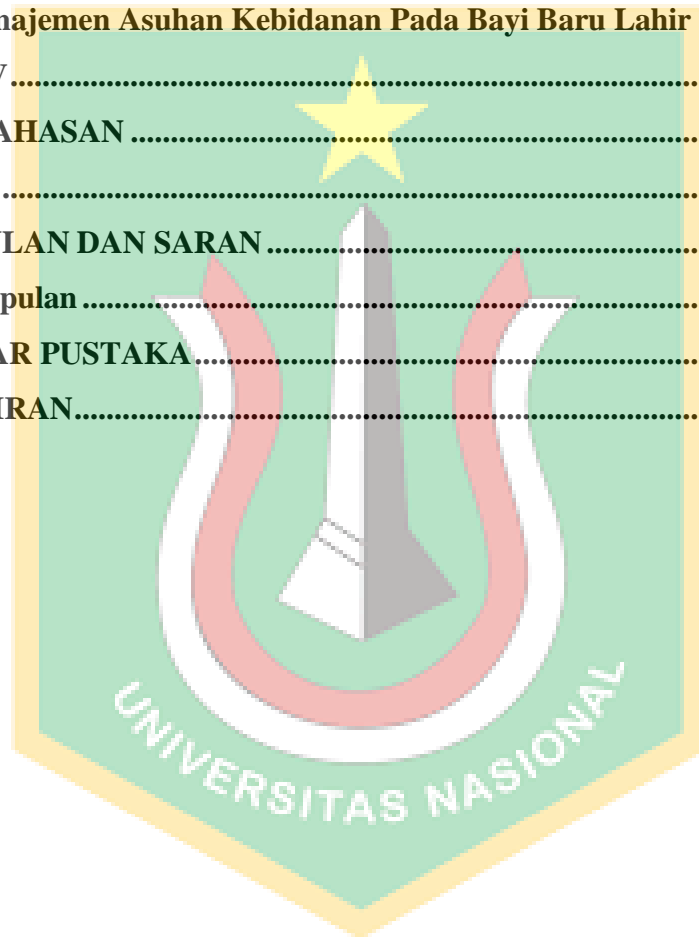 najemen Asuhan Kebidanan Pada Bayi Baru Lahir
V................................................................
AHASAN................................................................
................................................................
LAN DAN SARAN................................................................
pulan................................................................
AR PUSTAKA................................................................
IRAN................................................................
UNIVERSITAS NASIONAL